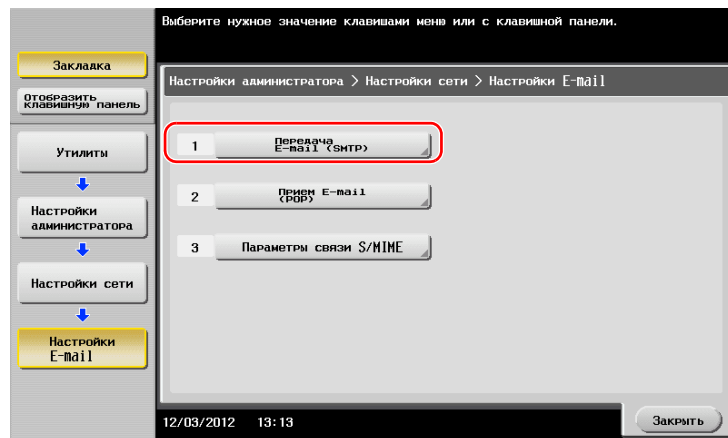 Выберите нужное значение клавишами меню или с клавишной панели.
Закладка
Отобразить
клавишную панель
Настройки администратора > Настройки сети > Настройки E-mail
Утилиты
Настройки
администратора
Настройки сети
Настройки
E-mail
1 Передача
E-mail (SMTP)
2 Прием E-mail
(POP)
3 Параметры связи S/MIME
12/03/2012 13:13
Закрыть